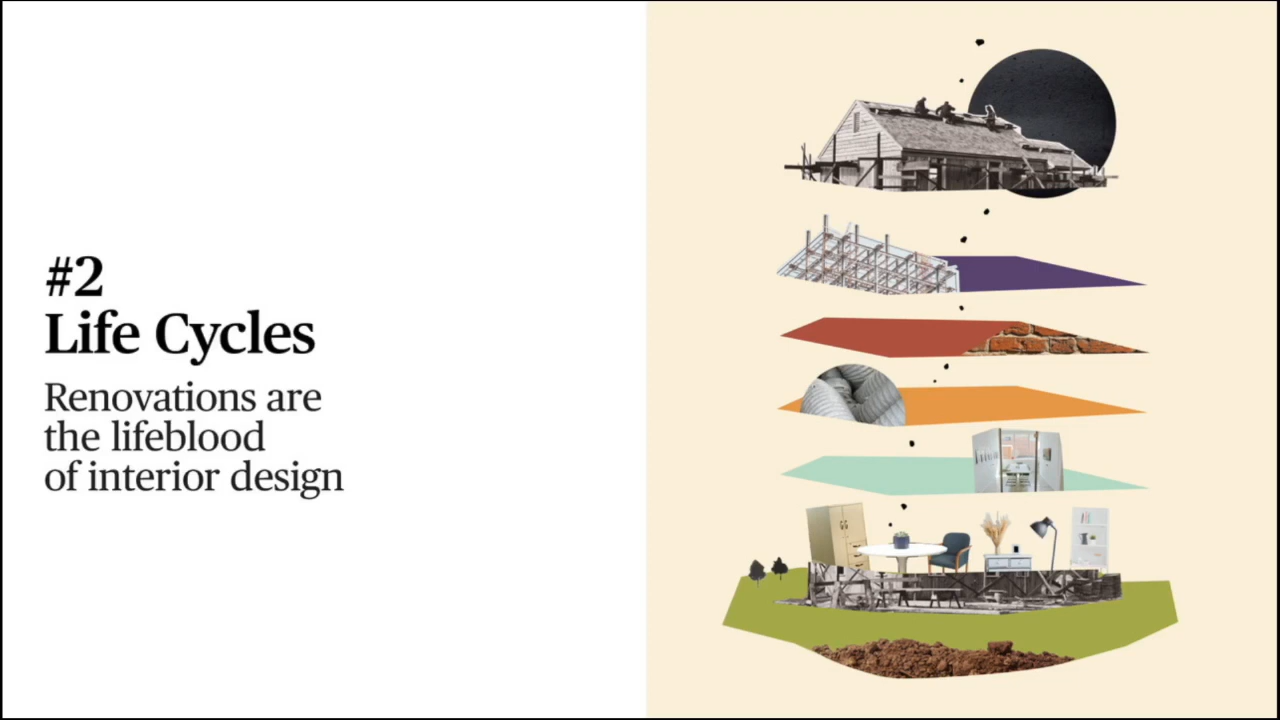 #2
Life Cycles
Renovations are
the lifeblood
of interior design